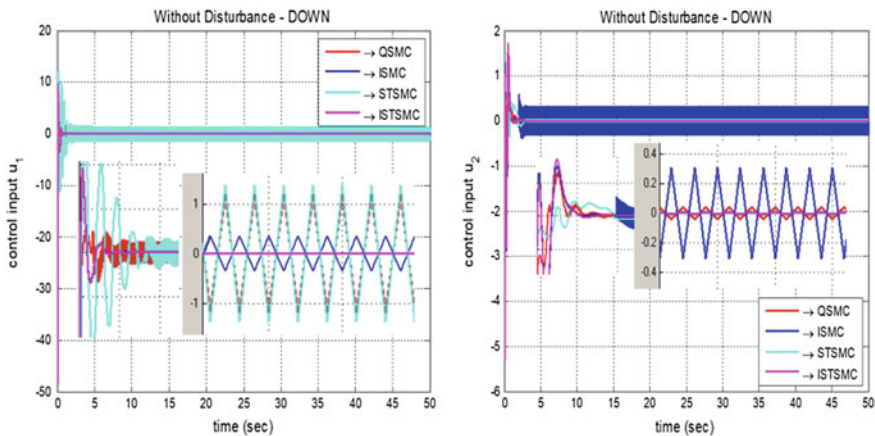 Without Disturbance - DOWN
control input u1
20
10
0
-10
-20
-30
-40
-50
→ QSMC
→ ISMC
→ STSMC
→ ISTSMC
1
0
-1
0 5 10 15 20 25 30 35 40 45 50
time (sec)
Without Disturbance - DOWN
control input u2
2
1
0
-1
-2
-3
-4
-5
-6
0.4
0.2
0
-0.2
-0.4
→ QSMC
→ ISMC
→ STSMC
→ ISTSMC
0 5 10 15 20 25 30 35 40 45 50
time (sec)